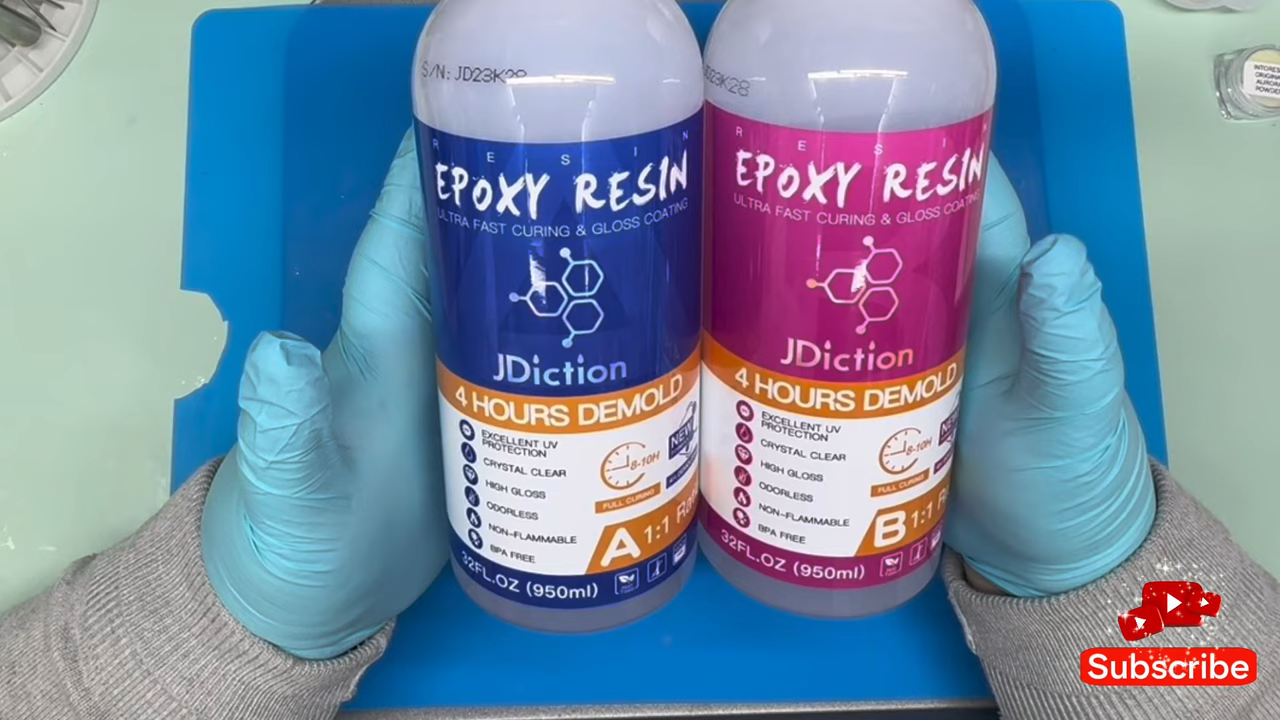 S/N: JD23K28
RESIN
EPOXY RESIN
ULTRA FAST CURING & GLOSS COATING
JDiction
4 HOURS DEMOLD
EXCELLENT UV
PROTECTION
CRYSTAL CLEAR
HIGH GLOSS
ODORLESS
NON-FLAMMABLE
BPA FREE
8-10H
FULL CURING
NEW
A 1:1
32FL.OZ (950ml)
RESIN
EPOXY RESIN
ULTRA FAST CURING & GLOSS COATING
JDiction
4 HOURS DEMOLD
EXCELLENT UV
PROTECTION
CRYSTAL CLEAR
HIGH GLOSS
ODORLESS
NON-FLAMMABLE
BPA FREE
8-10H
FULL CURING
B 1:1
32FL.OZ (950ml)
Subscribe